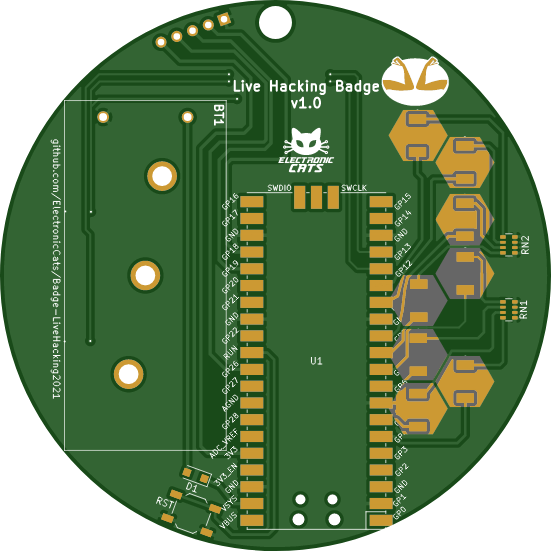 Live Hacking Badge
v1.0
BT1
ELECTRONIC
CATS
github.com/ElectronicCats/Badge-LiveHacking2021
SWDIO
SWCLK
GP16
GP17
GND
GP18
GP19
GP20
GP21
GND
GP22
RUN
GP26
GP27
AGND
GP28
ADC_VREF
3V3
3V3_EN
GND
VSYS
VBUS
GP15
GP14
GND
GP13
GP12
GP3
GP2
GND
GP1
GP0
U1
RN2
RN1
D1
RST